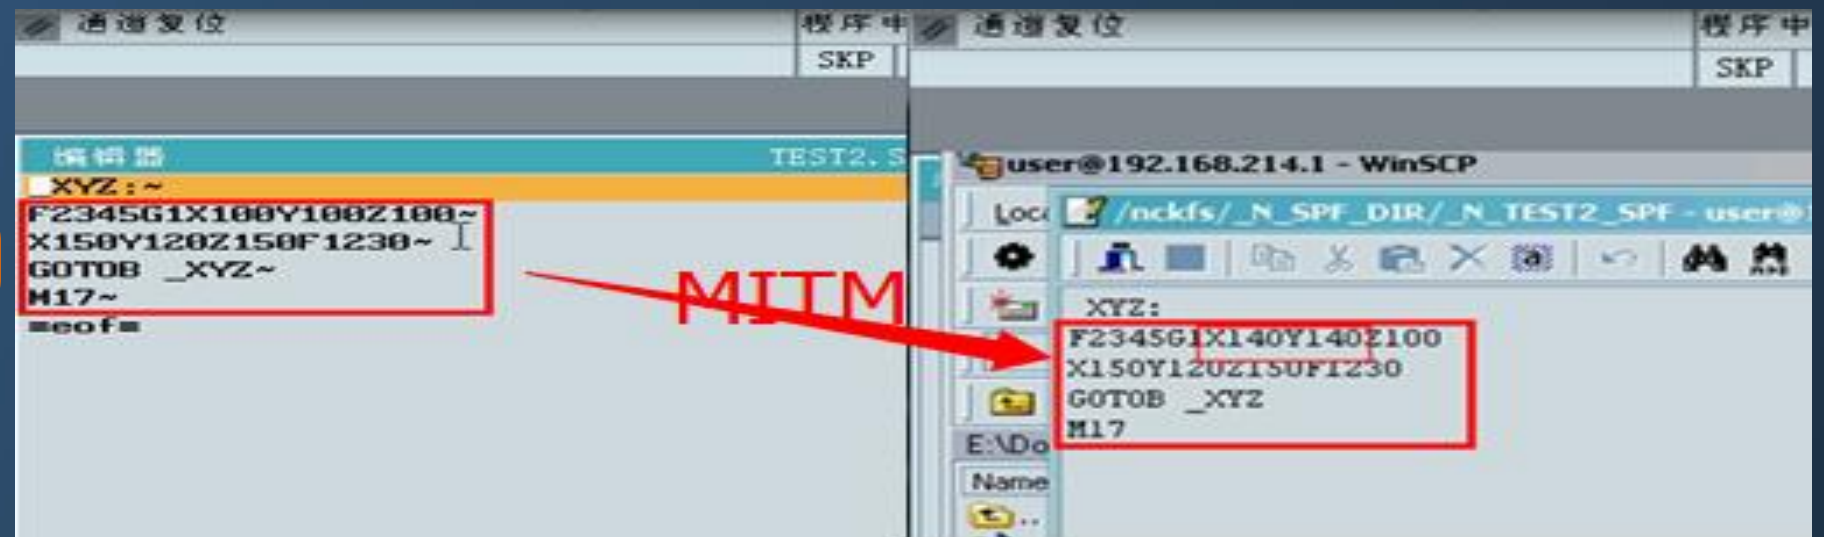 通道复位
程序中
SKP
编辑器
TEST2.S
_XYZ:~
F2345G1X100Y100Z100~
X150Y120Z150F1230~
GOTOB _XYZ~
M17~
=eof=
MITM
通道复位
程序中
SKP
user@192.168.214.1 - WinSCP
Loca
/nckfs/_N_SPF_DIR/_N_TEST2_SPF - user@
XYZ:
F2345G1X140Y140Z100
X150Y120Z150F1230
GOTOB _XYZ
M17
E:\Do
Name
..